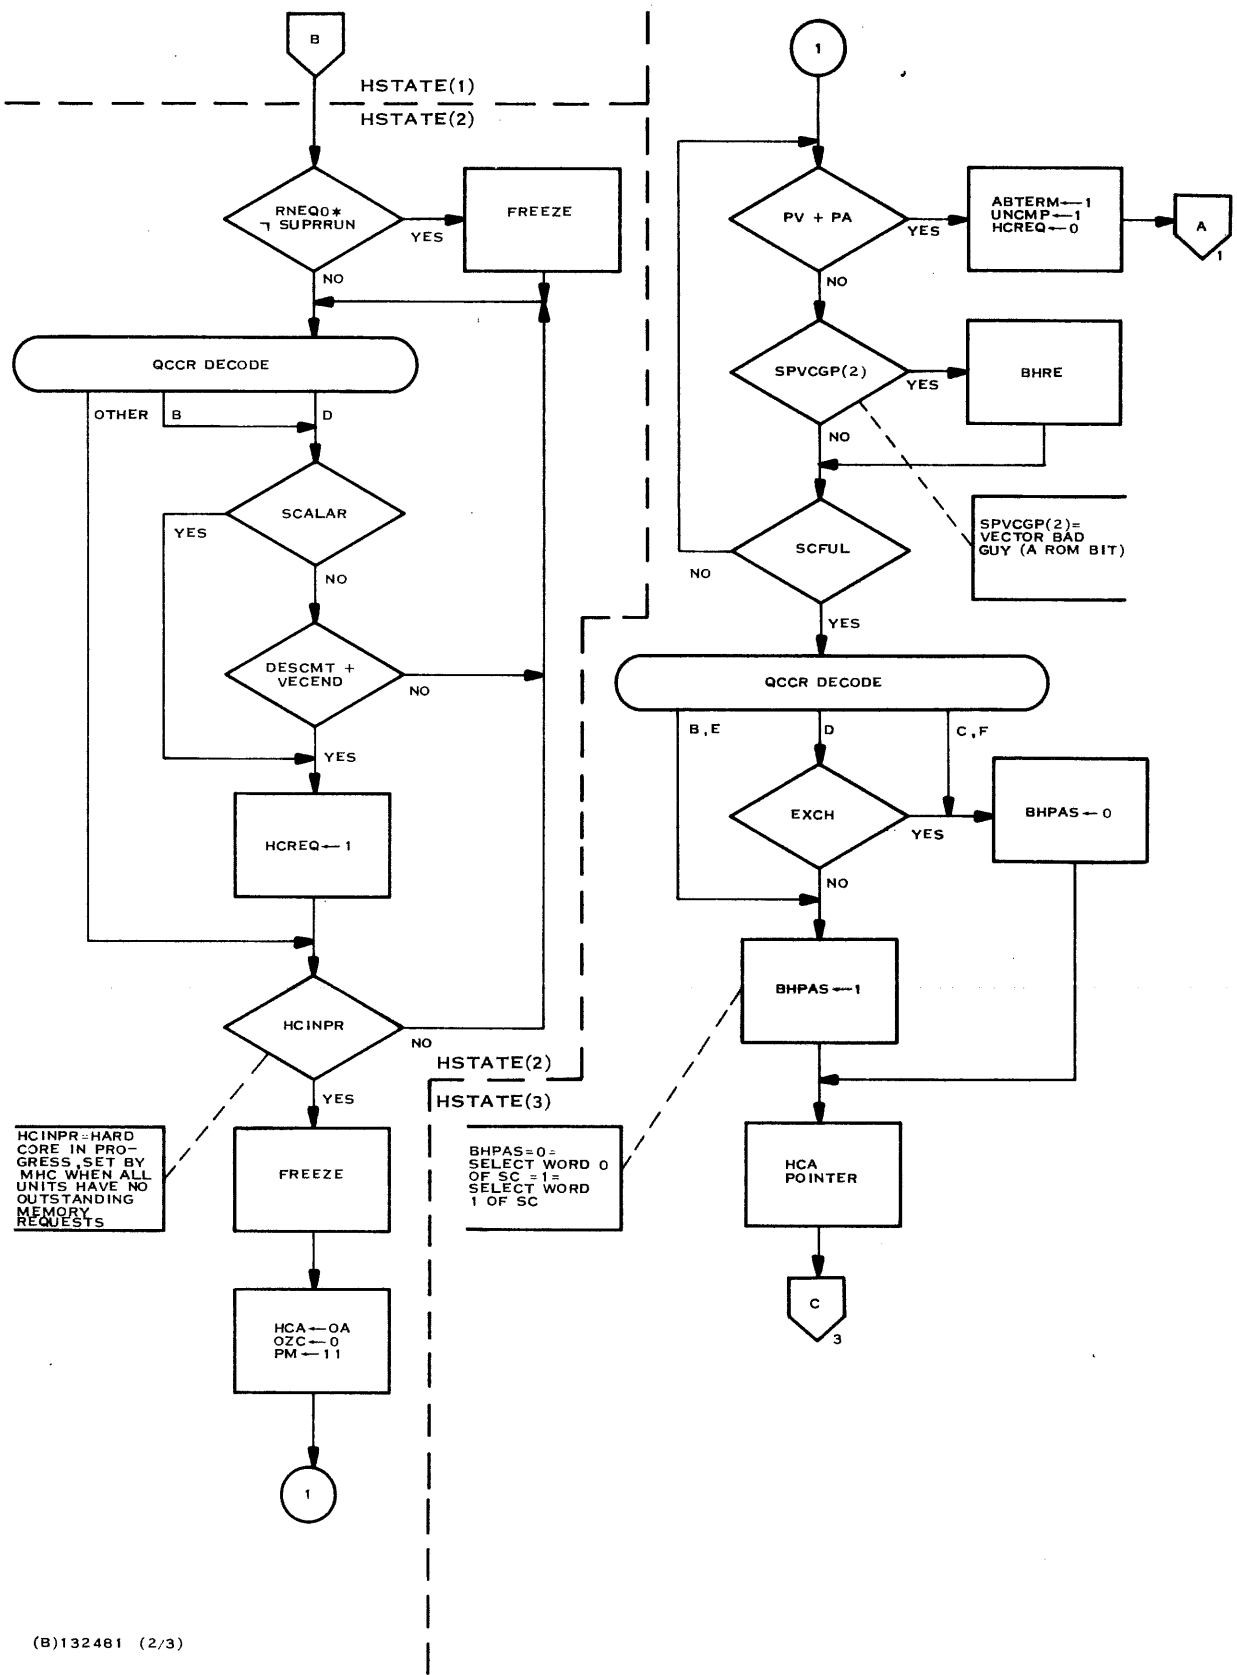 B
HSTATE(1)
HSTATE(2)
RNEQ0*
¬ SUPRRUN
YES
FREEZE
NO
QCCR DECODE
OTHER
B
D
SCALAR
YES
NO
DESCMT +
VECEND
NO
YES
HCREQ←1
HCINPR
NO
YES
HSTATE(2)
HSTATE(3)
HCINPR=HARD
CORE IN PRO-
GRESS,SET BY
MHC WHEN ALL
UNITS HAVE NO
OUTSTANDING
MEMORY
REQUESTS
FREEZE
HCA←0A
OZC←0
PM←11
1
1
PV + PA
YES
ABTERM←1
UNCMP←1
HCREQ←0
A
1
NO
SPVCGP(2)
YES
BHRE
NO
SPVCGP(2)=
VECTOR BAD
GUY (A ROM BIT)
SCFUL
NO
YES
QCCR DECODE
B,E
D
C,F
EXCH
YES
BHPAS←0
NO
BHPAS←1
BHPAS=0=
SELECT WORD 0
OF SC =1=
SELECT WORD
1 OF SC
HCA
POINTER
C
3
(B)132481 (2/3)